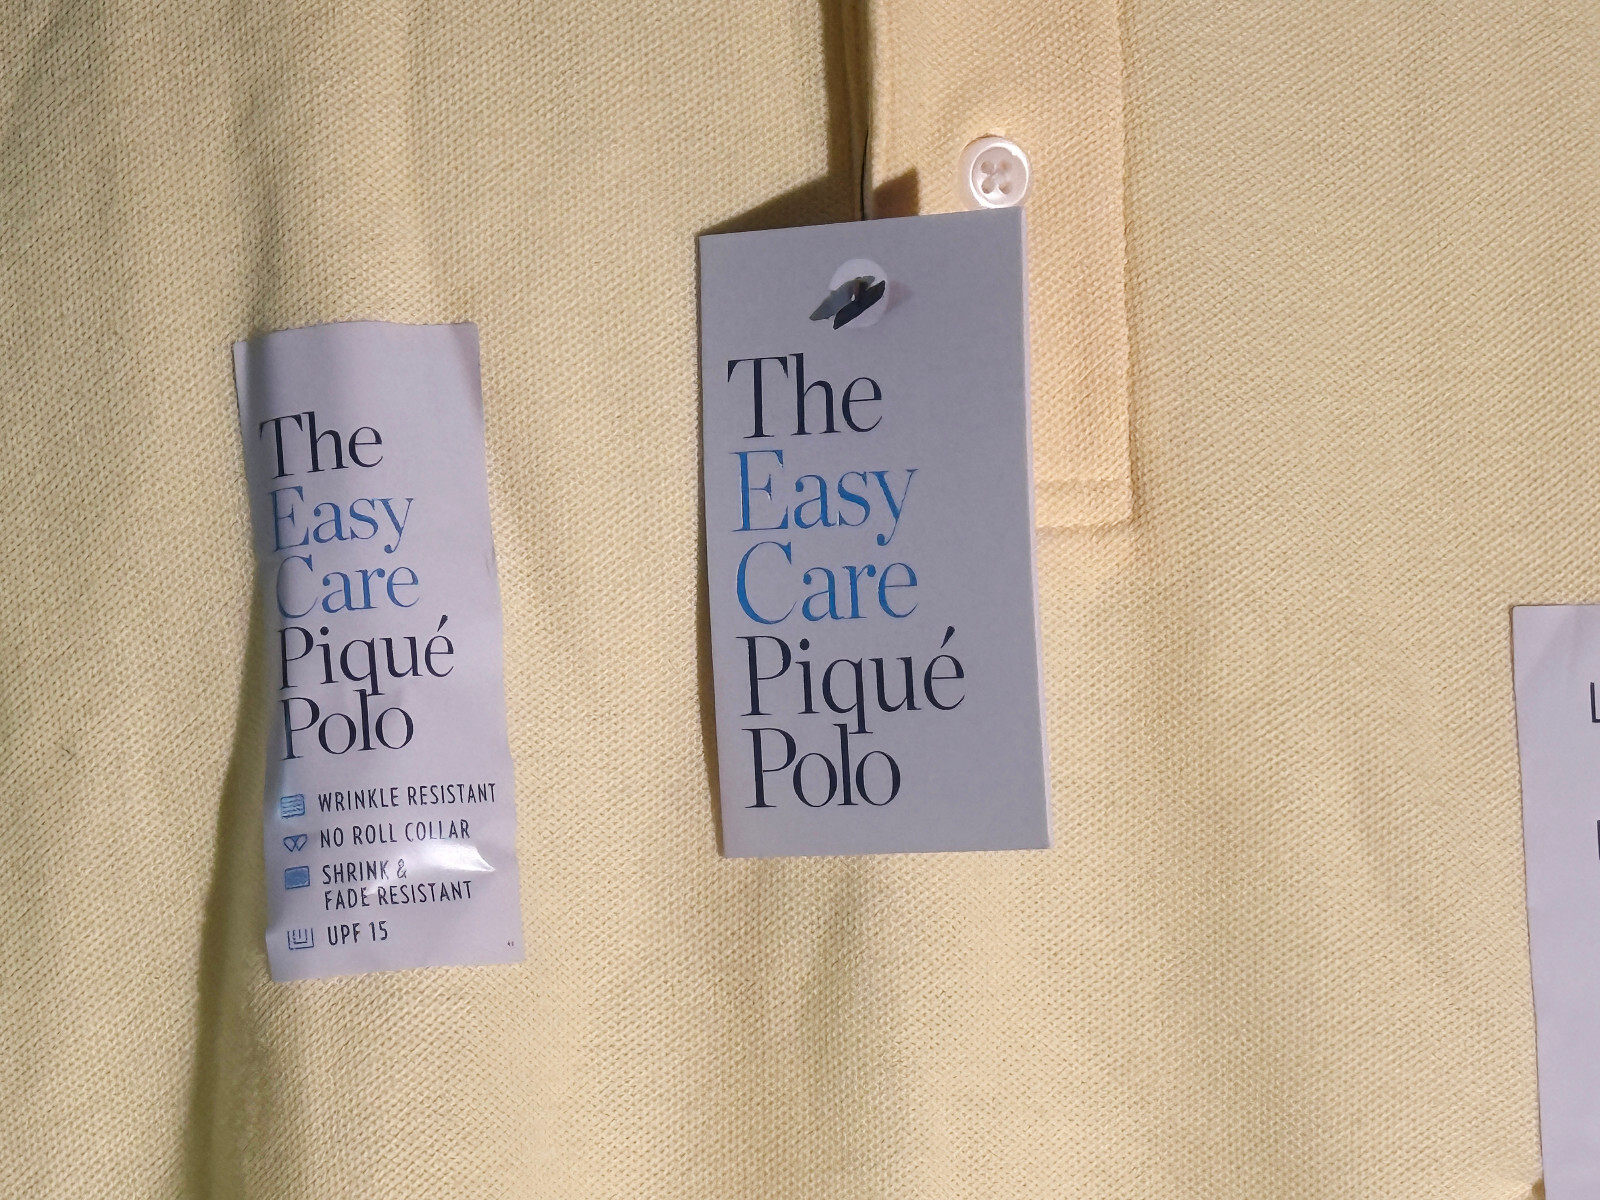 The
Easy
Care
Piqué
Polo
WRINKLE RESISTANT
NO ROLL COLLAR
SHRINK &
FADE RESISTANT
UPF 15
The
Easy
Care
Piqué
Polo
L